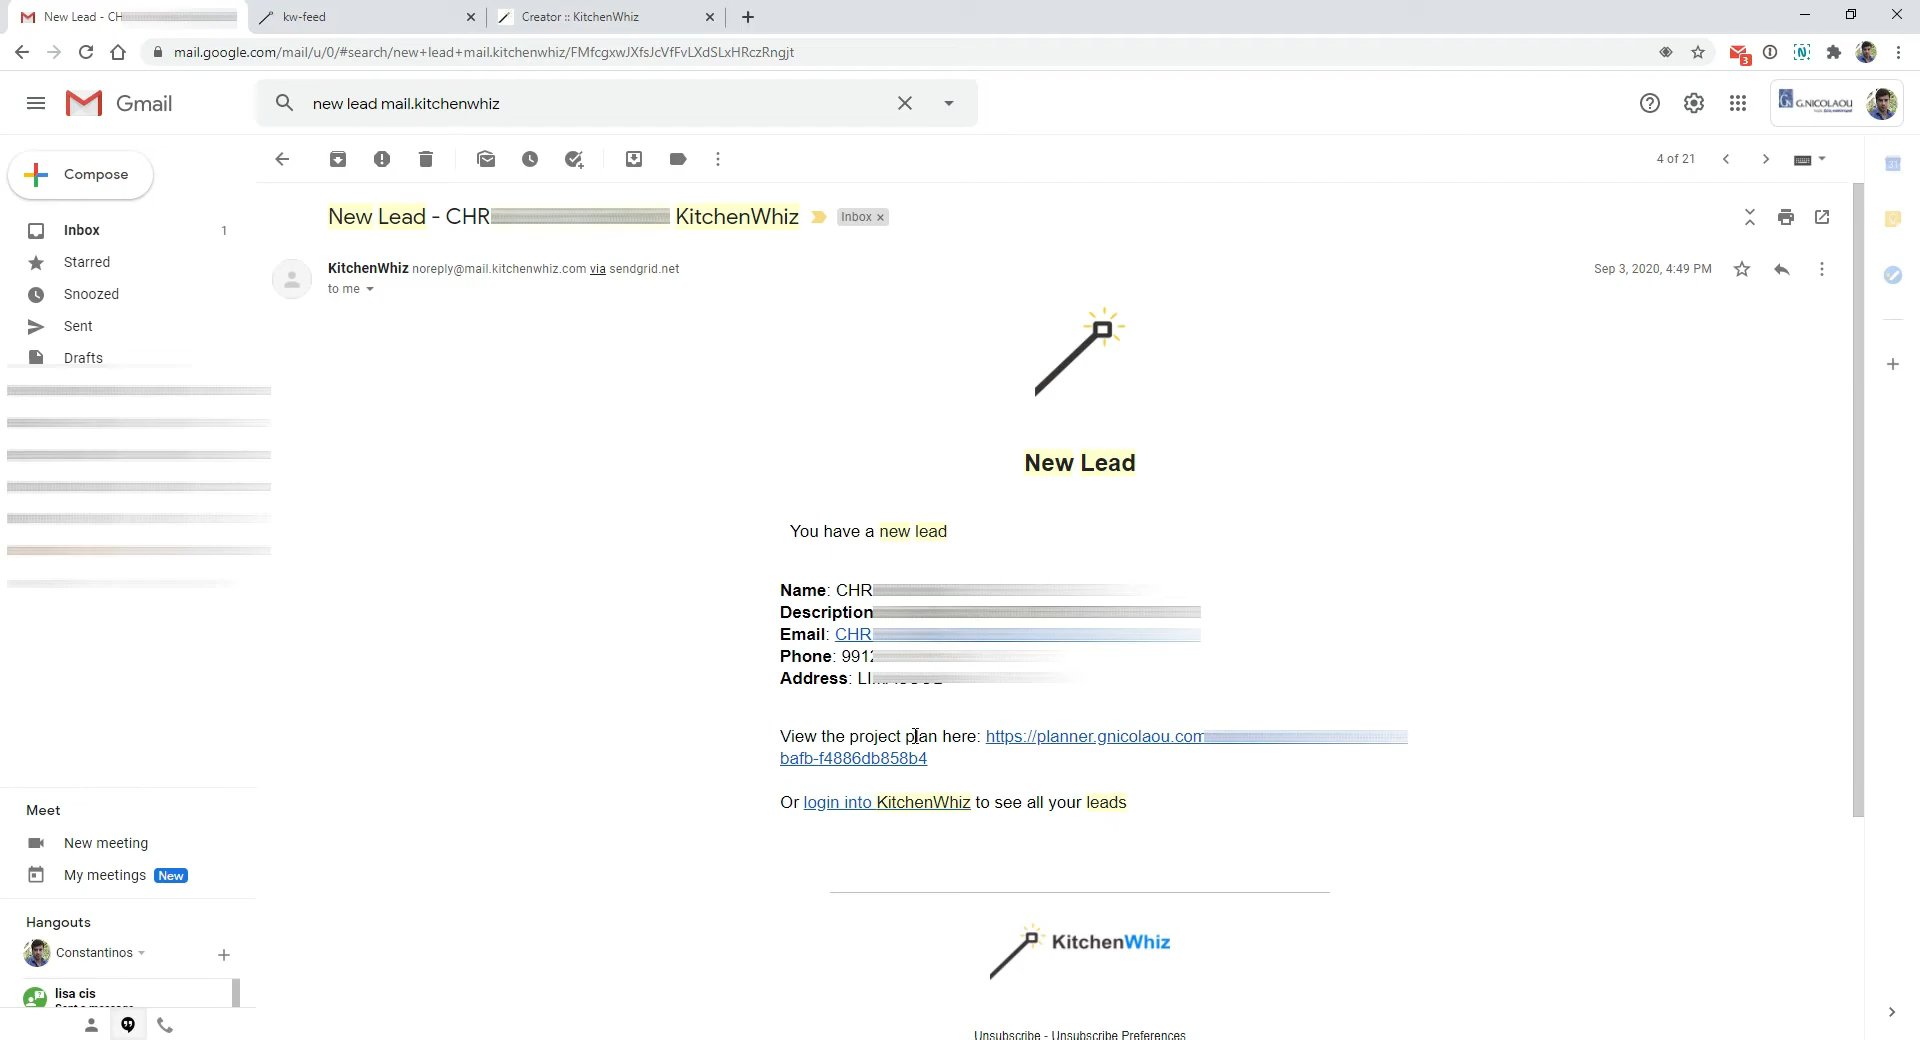 New Lead - CH
kw-feed
Creator :: KitchenWhiz
mail.google.com/mail/u/0/#search/new+lead+mail.kitchenwhiz/FMfcgxwJXfsJcVfFvLXdSLxHRczRngjt
3
Gmail
new lead mail.kitchenwhiz
G.NICOLAOU
Compose
4 of 21
Inbox 1
Starred
Snoozed
Sent
Drafts
New Lead - CHR KitchenWhiz Inbox
KitchenWhiz noreply@mail.kitchenwhiz.com via sendgrid.net
Sep 3, 2020, 4:49 PM
to me
New Lead
You have a new lead
Name: CHR
Description
Email: CHR
Phone: 991
Address:
View the project plan here: https://planner.gnicolaou.com
bafb-f4886db858b4
Or login into KitchenWhiz to see all your leads
KitchenWhiz
Unsubscribe - Unsubscribe Preferences
Meet
New meeting
My meetings New
Hangouts
Constantinos
lisa cis
31